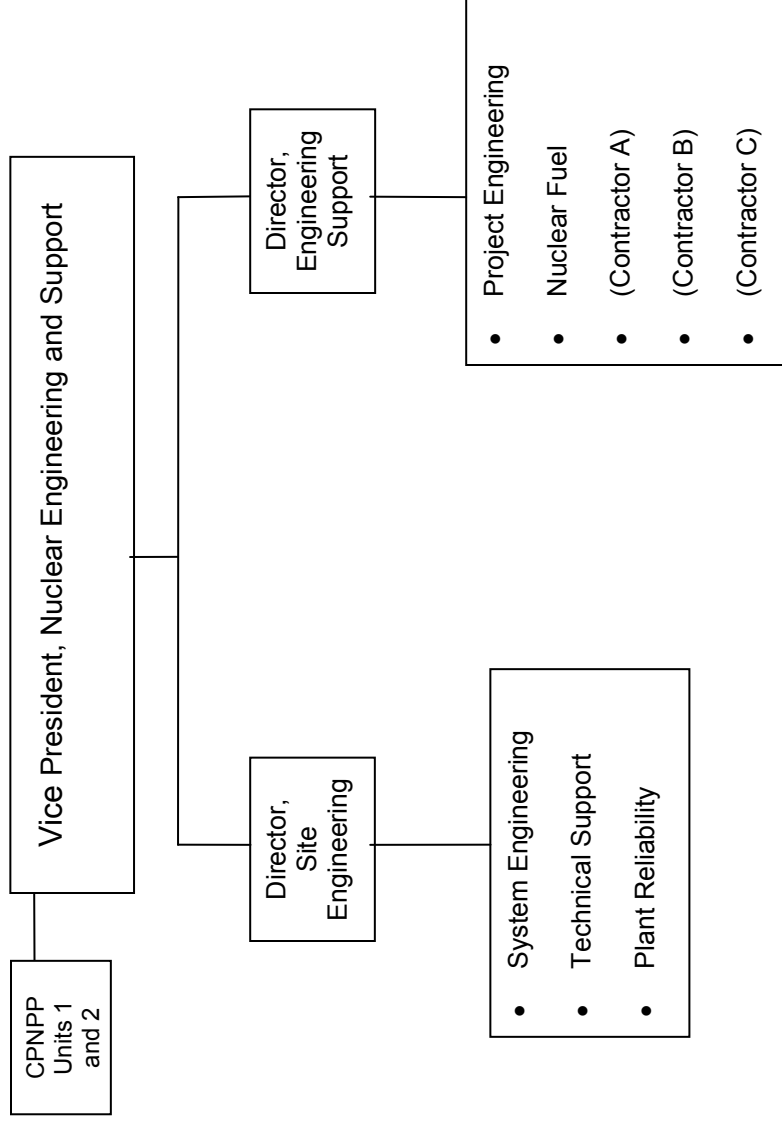 CPNPP
Units 1
and 2
Vice President, Nuclear Engineering and Support
Director,
Site
Engineering
Director,
Engineering
Support
• System Engineering
• Technical Support
• Plant Reliability
• Project Engineering
• Nuclear Fuel
• (Contractor A)
• (Contractor B)
• (Contractor C)